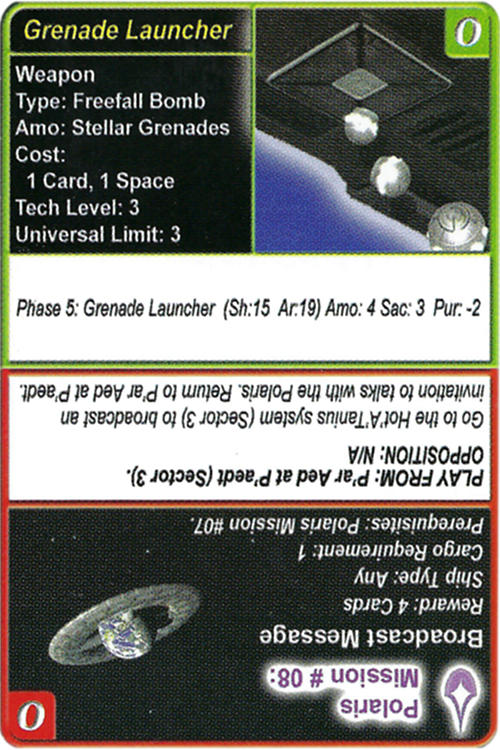 Grenade Launcher
0
Weapon
Type: Freefall Bomb
Amo: Stellar Grenades
Cost:
1 Card, 1 Space
Tech Level: 3
Universal Limit: 3
Phase 5: Grenade Launcher (Sh:15 Ar:19) Amo: 4 Sac: 3 Pur: -2
Polaris
Mission # 08:
0
Broadcast Message
Reward: 4 Cards
Ship Type: Any
Cargo Requirement: 1
Prerequisites: Polaris Mission #07.
PLAY FROM: P'ar Aed at P'aedt (Sector 3).
OPPOSITION: N/A
Go to the Hot'A'Tanius system (Sector 3) to broadcast an
invitation to talks with the Polaris. Return to P'ar Aed at P'aedt.